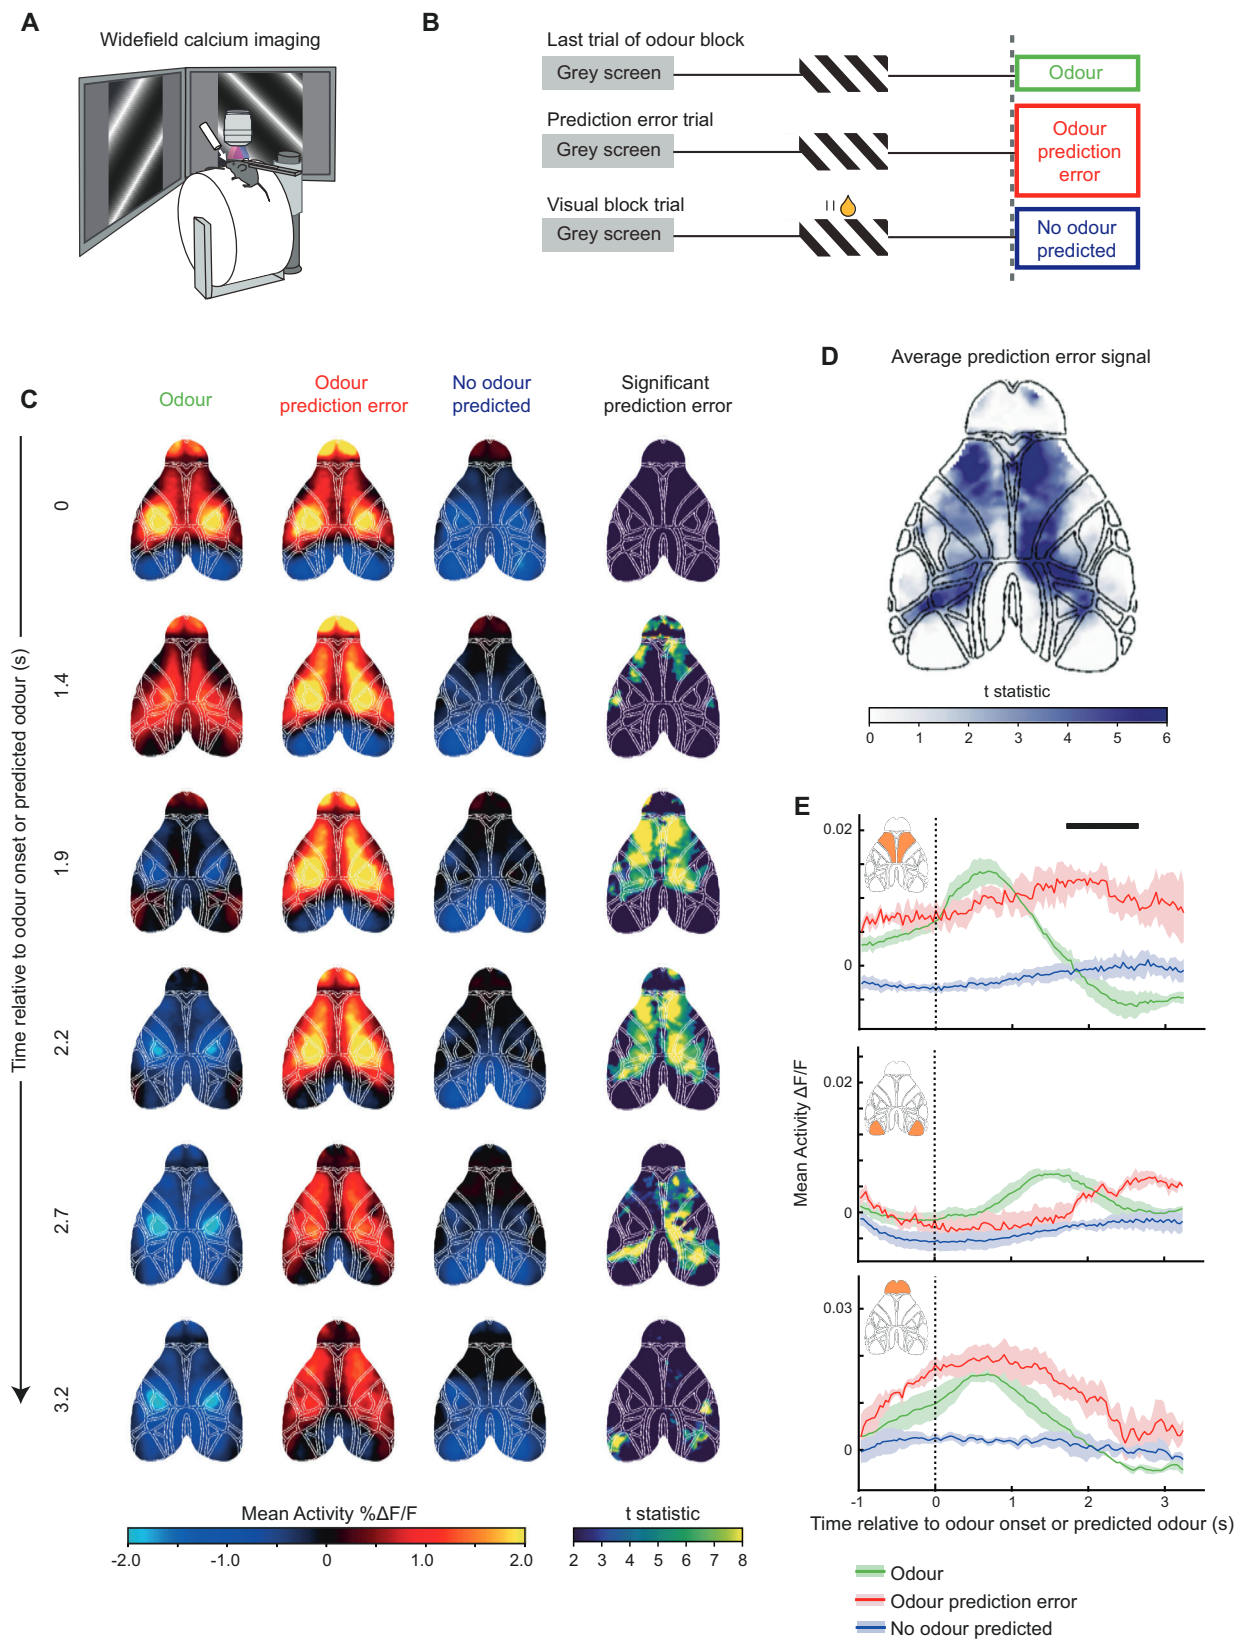 A
Widefield calcium imaging
B
Last trial of odour block
Grey screen
Odour
Prediction error trial
Grey screen
Odour
prediction
error
Visual block trial
Grey screen
No odour
predicted
C
Time relative to odour onset or predicted odour (s)
Odour
Odour
prediction error
No odour
predicted
Significant
prediction error
0
1.4
1.9
2.2
2.7
3.2
Mean Activity %ΔF/F
-2.0 -1.0 0 1.0 2.0
t statistic
2 3 4 5 6 7 8
D
Average prediction error signal
t statistic
0 1 2 3 4 5 6
E
Mean Activity ΔF/F
0.02
0
0.02
0
0.03
0
-1 0 1 2 3
Time relative to odour onset or predicted odour (s)
Odour
Odour prediction error
No odour predicted